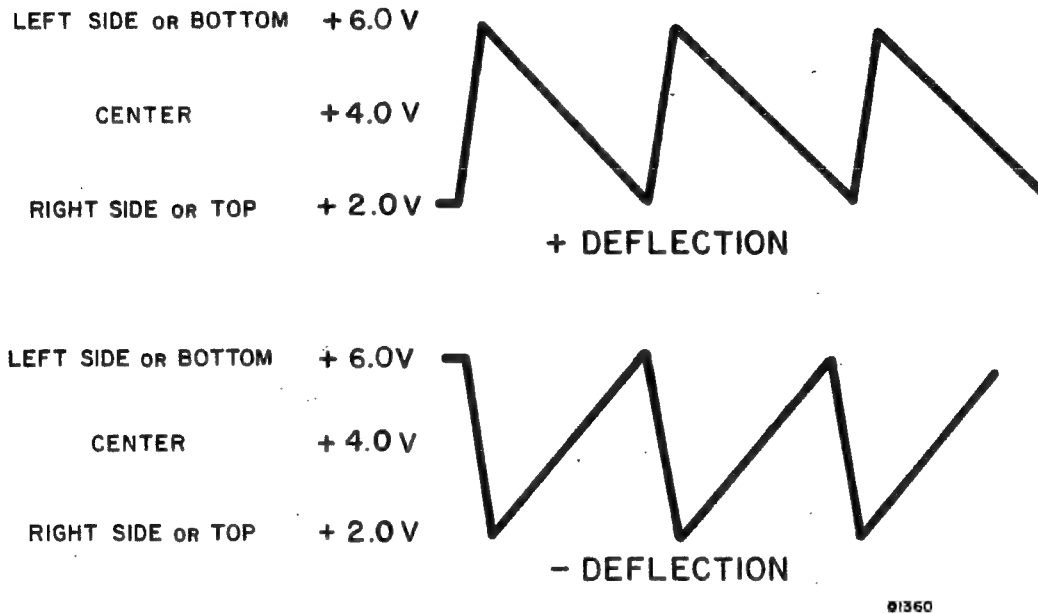 LEFT SIDE OR BOTTOM +6.0 V
CENTER +4.0 V
RIGHT SIDE OR TOP +2.0 V
+ DEFLECTION
LEFT SIDE OR BOTTOM +6.0V
CENTER +4.0 V
RIGHT SIDE OR TOP +2.0 V
- DEFLECTION
01360